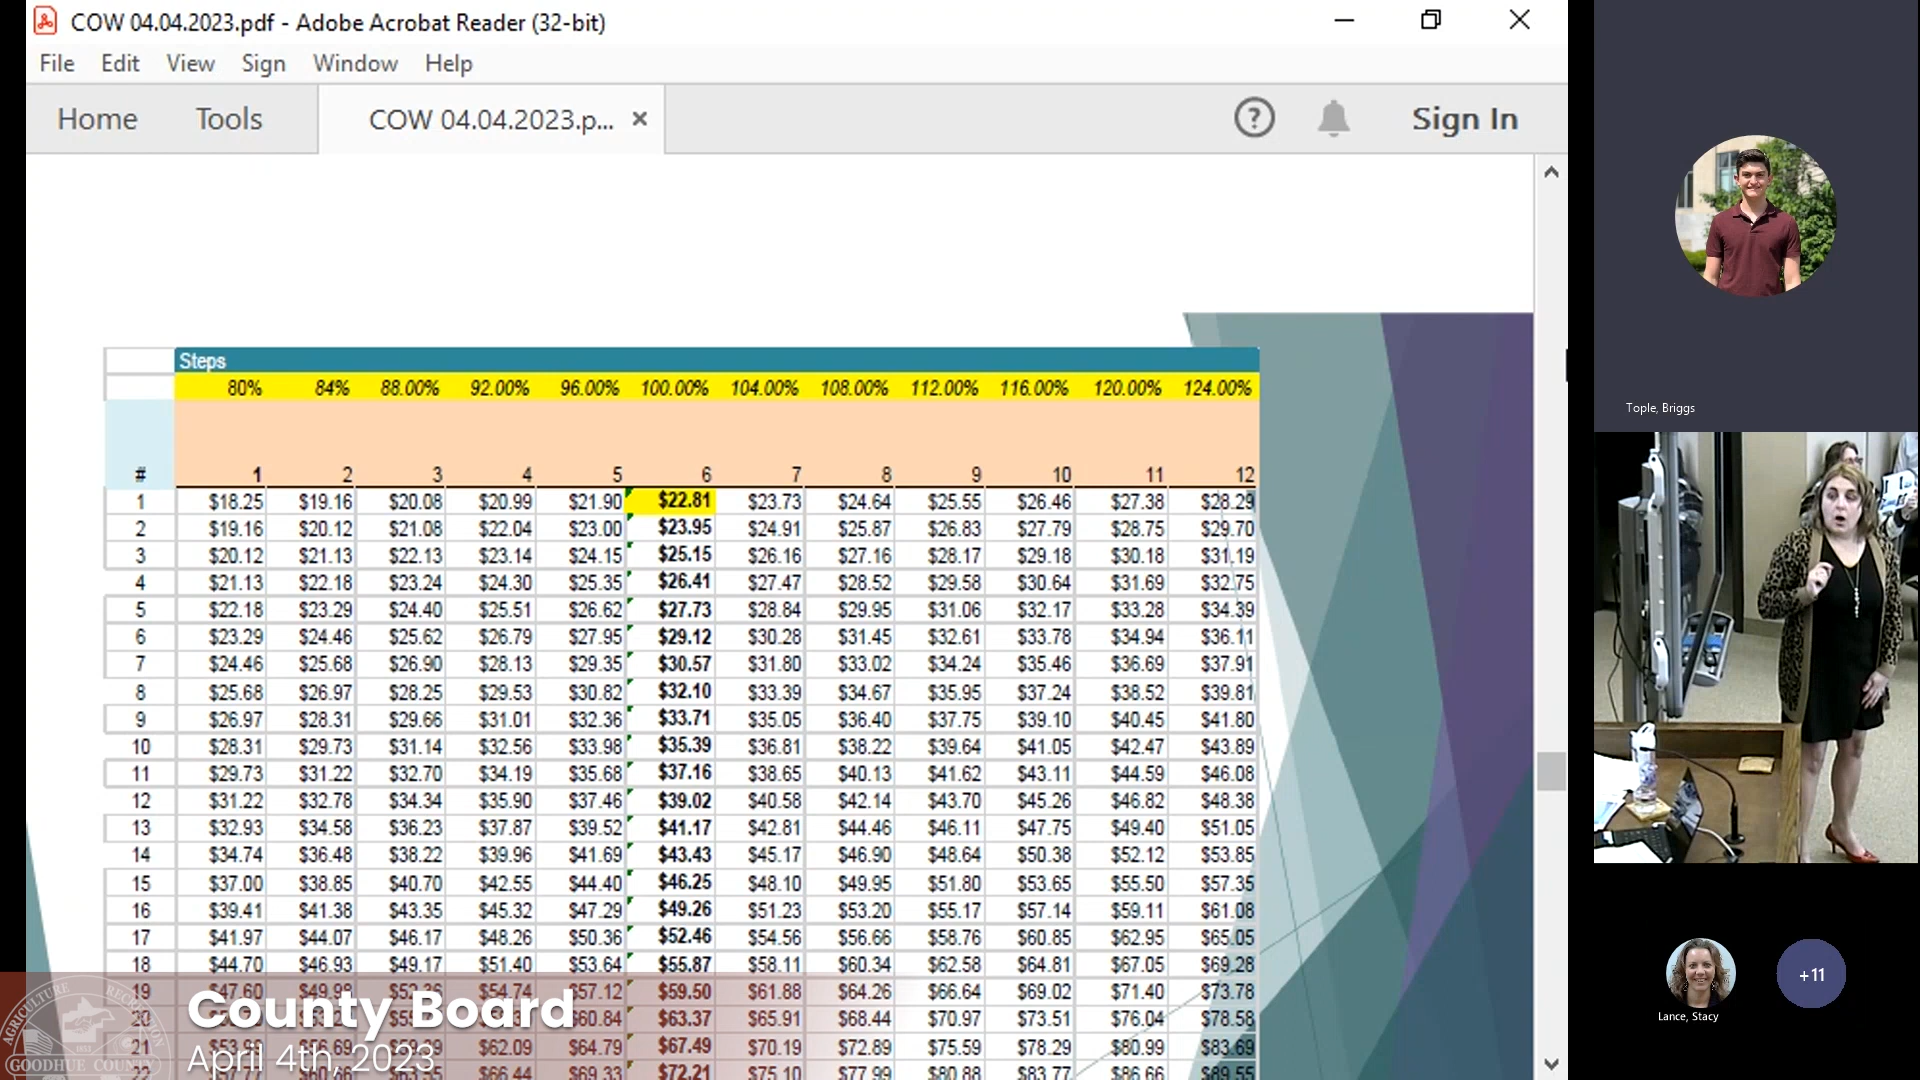 COW 04.04.2023.pdf - Adobe Acrobat Reader (32-bit)
File Edit View Sign Window Help
Home Tools COW 04.04.2023.p... Sign In
Steps
80% 84% 88.00% 92.00% 96.00% 100.00% 104.00% 108.00% 112.00% 116.00% 120.00% 124.00%
# 1 2 3 4 5 6 7 8 9 10 11 12
1 $18.25 $19.16 $20.08 $20.99 $21.90 $22.81 $23.73 $24.64 $25.55 $26.46 $27.38 $28.29
2 $19.16 $20.12 $21.08 $22.04 $23.00 $23.95 $24.91 $25.87 $26.83 $27.79 $28.75 $29.70
3 $20.12 $21.13 $22.13 $23.14 $24.15 $25.15 $26.16 $27.16 $28.17 $29.18 $30.18 $31.19
4 $21.13 $22.18 $23.24 $24.30 $25.35 $26.41 $27.47 $28.52 $29.58 $30.64 $31.69 $32.75
5 $22.18 $23.29 $24.40 $25.51 $26.62 $27.73 $28.84 $29.95 $31.06 $32.17 $33.28 $34.39
6 $23.29 $24.46 $25.62 $26.79 $27.95 $29.12 $30.28 $31.45 $32.61 $33.78 $34.94 $36.11
7 $24.46 $25.68 $26.90 $28.13 $29.35 $30.57 $31.80 $33.02 $34.24 $35.46 $36.69 $37.91
8 $25.68 $26.97 $28.25 $29.53 $30.82 $32.10 $33.39 $34.67 $35.95 $37.24 $38.52 $39.81
9 $26.97 $28.31 $29.66 $31.01 $32.36 $33.71 $35.05 $36.40 $37.75 $39.10 $40.45 $41.80
10 $28.31 $29.73 $31.14 $32.56 $33.98 $35.39 $36.81 $38.22 $39.64 $41.05 $42.47 $43.89
11 $29.73 $31.22 $32.70 $34.19 $35.68 $37.16 $38.65 $40.13 $41.62 $43.11 $44.59 $46.08
12 $31.22 $32.78 $34.34 $35.90 $37.46 $39.02 $40.58 $42.14 $43.70 $45.26 $46.82 $48.38
13 $32.93 $34.58 $36.23 $37.87 $39.52 $41.17 $42.81 $44.46 $46.11 $47.75 $49.40 $51.05
14 $34.74 $36.48 $38.22 $39.96 $41.69 $43.43 $45.17 $46.90 $48.64 $50.38 $52.12 $53.85
15 $37.00 $38.85 $40.70 $42.55 $44.40 $46.25 $48.10 $49.95 $51.80 $53.65 $55.50 $57.35
16 $39.41 $41.38 $43.35 $45.32 $47.29 $49.26 $51.23 $53.20 $55.17 $57.14 $59.11 $61.08
17 $41.97 $44.07 $46.17 $48.26 $50.36 $52.46 $54.56 $56.66 $58.76 $60.85 $62.95 $65.05
18 $44.70 $46.93 $49.17 $51.40 $53.64 $55.87 $58.11 $60.34 $62.58 $64.81 $67.05 $69.28
19 $47.60 $54.74 $57.12 $59.50 $61.88 $64.26 $66.64 $69.02 $71.40 $73.78
20 $60.84 $63.37 $65.91 $68.44 $70.97 $73.51 $76.04 $78.58
21 $62.09 $64.79 $67.49 $70.19 $72.89 $75.59 $78.29 $80.99 $83.69
$66.44 $69.33 $72.21 $75.10 $77.99 $80.88 $83.77 $86.66 $89.55
County Board
April 4th, 2023
AGRICULTURE RECREATION
GOODHUE COUNTY
Tople, Briggs
Lance, Stacy
+11